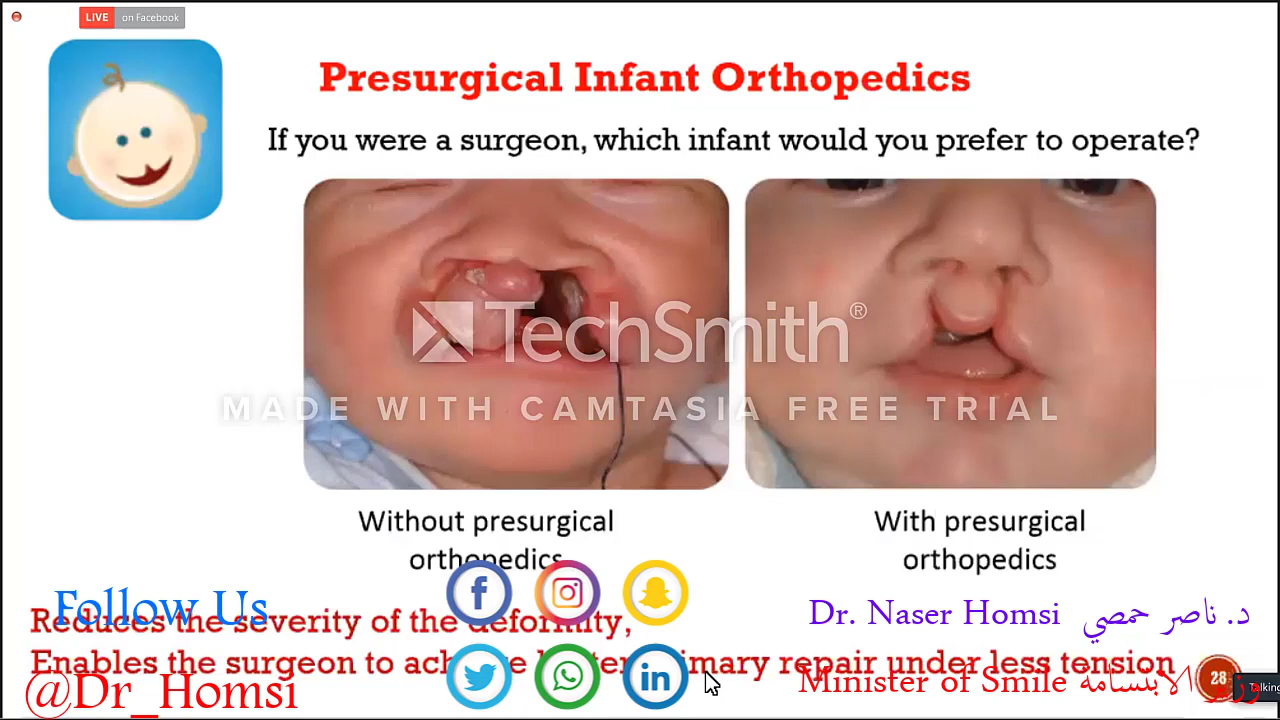 LIVE on Facebook
Presurgical Infant Orthopedics
If you were a surgeon, which infant would you prefer to operate?
TechSmith®
MADE WITH CAMTASIA FREE TRIAL
Without presurgical
orthopedics
With presurgical
orthopedics
Follow Us
Reduces the severity of the deformity,
Dr. Naser Homsi د. ناصر حمصي
Enables the surgeon to primary repair under less tension
@Dr_Homsi
Minister of Smile وزير الابتسامة
28
Talking